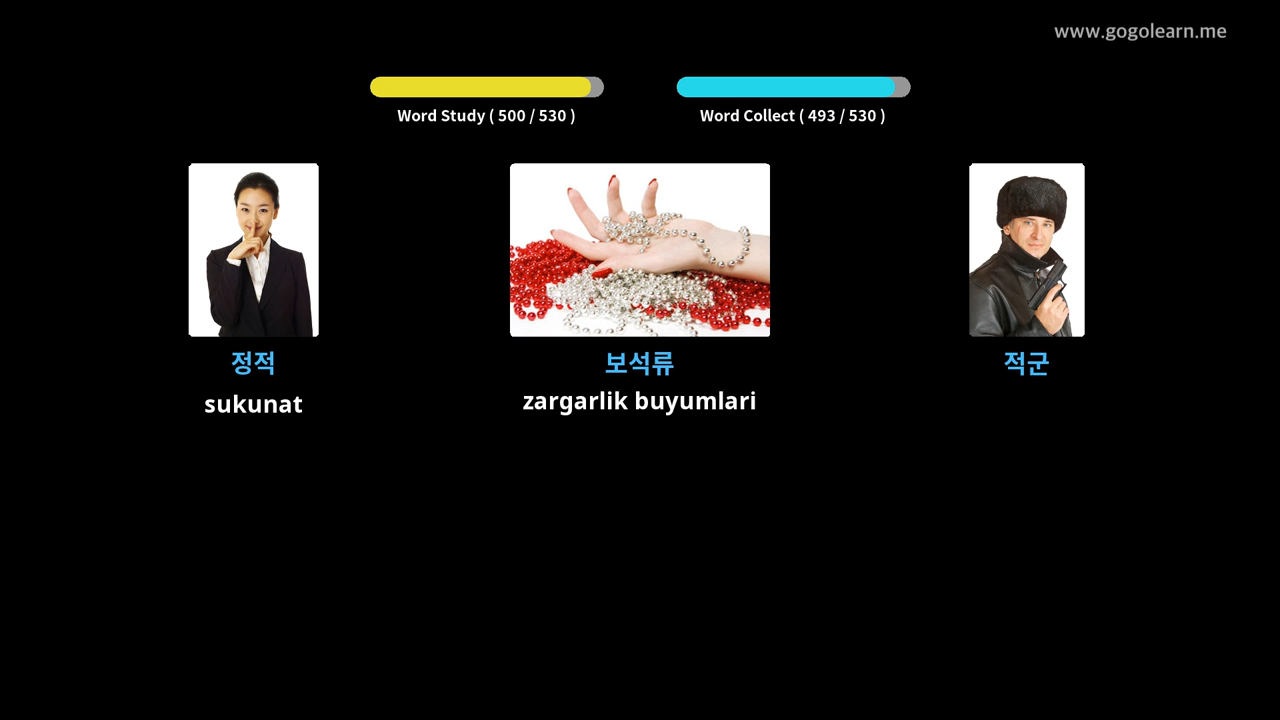 www.gogolearn.me
Word Study ( 500 / 530 )
Word Collect ( 493 / 530 )
정적
보석류
적군
sukunat
zargarlik buyumlari